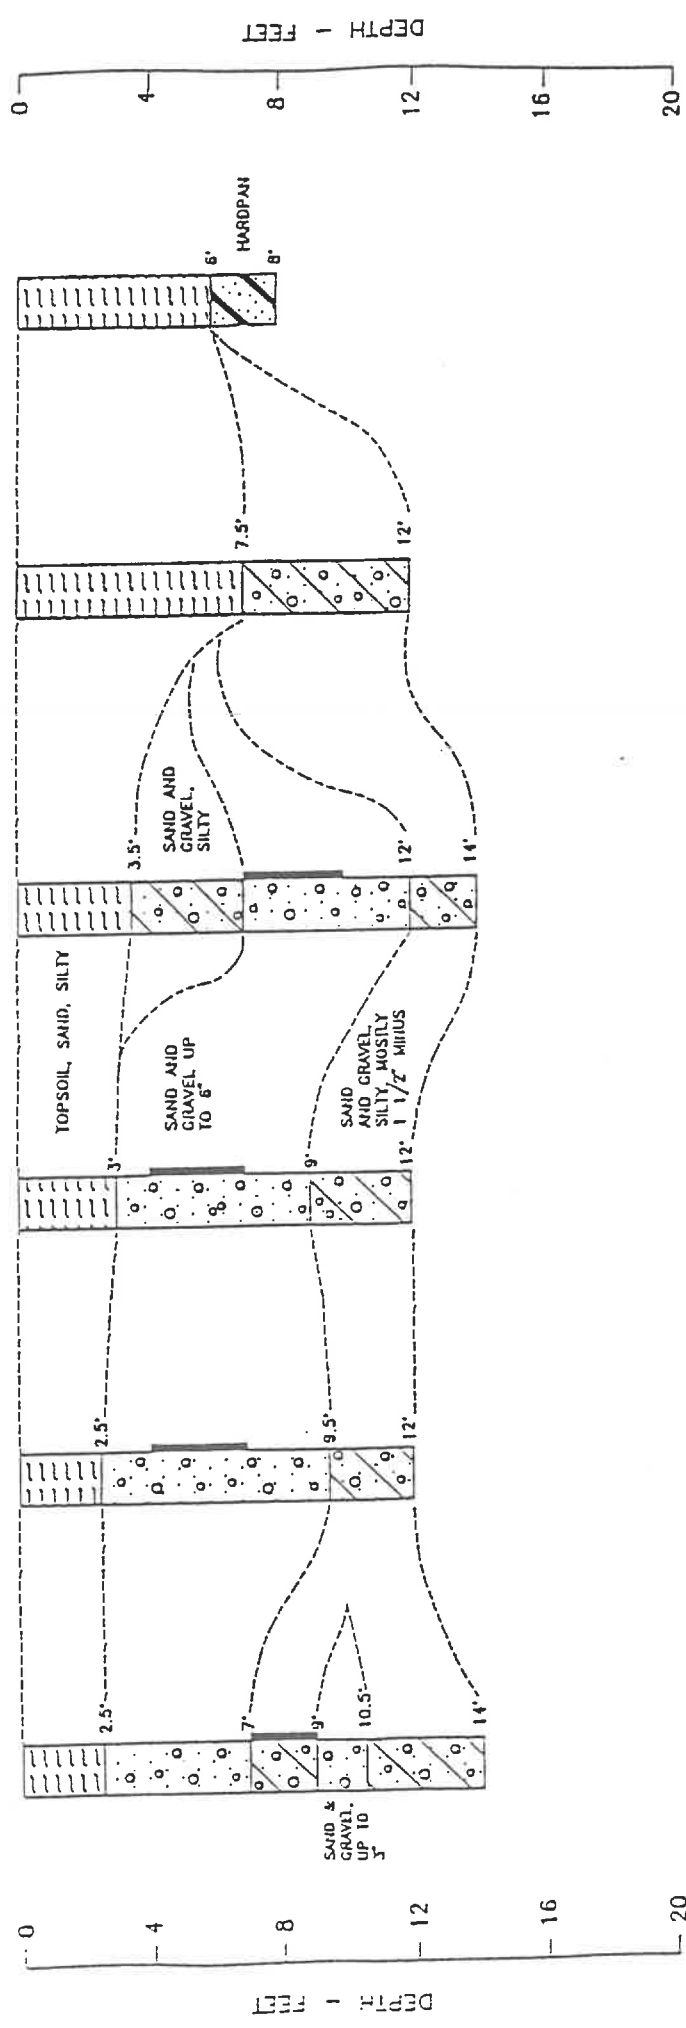 DEPTH - FEET
0
4
8
12
16
20
2.5'
7'
9'
10.5'
14'
SAND &
GRAVEL,
UP TO
3"
2.5'
9.5'
12'
3'
9'
12'
TOPSOIL, SAND, SILTY
SAND AND
GRAVEL UP
TO 6"
SAND
AND GRAVEL,
SILTY, MOSTLY
1 1/2" MINUS
3.5'
12'
14'
SAND AND
GRAVEL,
SILTY
7.5'
12'
6'
8'
HARDPAN
0
4
8
12
16
20
DEPTH - FEET